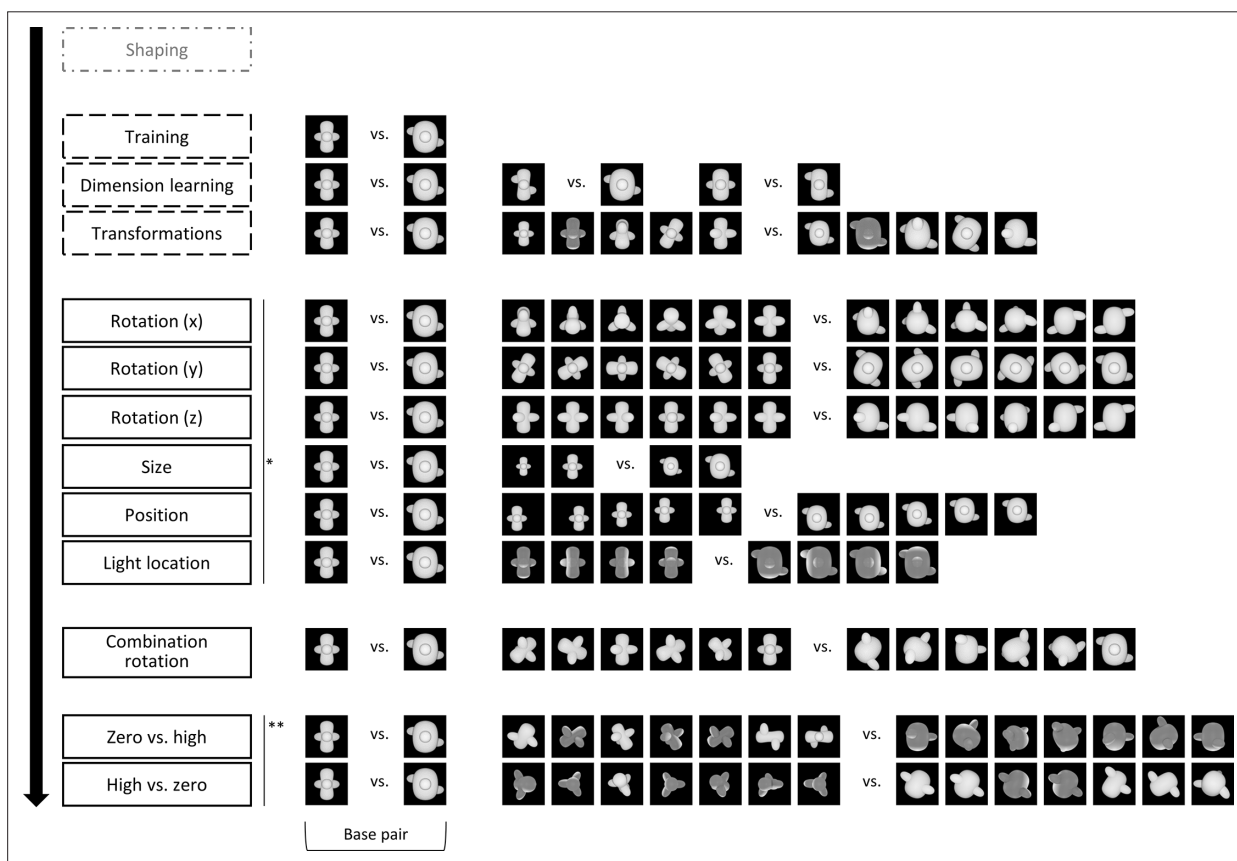 Shaping
Training vs.
Dimension learning vs. vs. vs.
Transformations vs. vs.
Rotation (x) vs. vs.
Rotation (y) vs. vs.
Rotation (z) vs. vs.
Size vs. vs.
*
Position vs. vs.
Light location vs. vs.
Combination
rotation vs. vs.
Zero vs. high ** vs. vs.
High vs. zero vs. vs.
Base pair